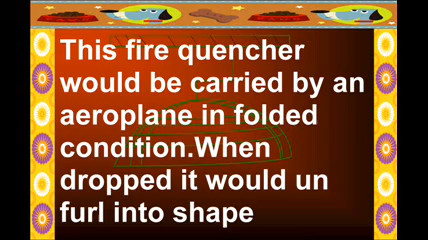 This fire quencher
would be carried by an
aeroplane in folded
condition.When
dropped it would un
furl into shape